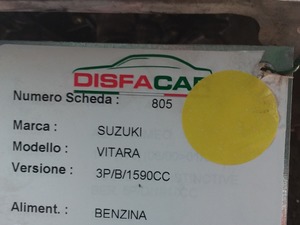 DISFACAR
Numero Scheda : 805
Marca : SUZUKI
Modello : VITARA
Versione : 3P/B/1590CC
Aliment. : BENZINA